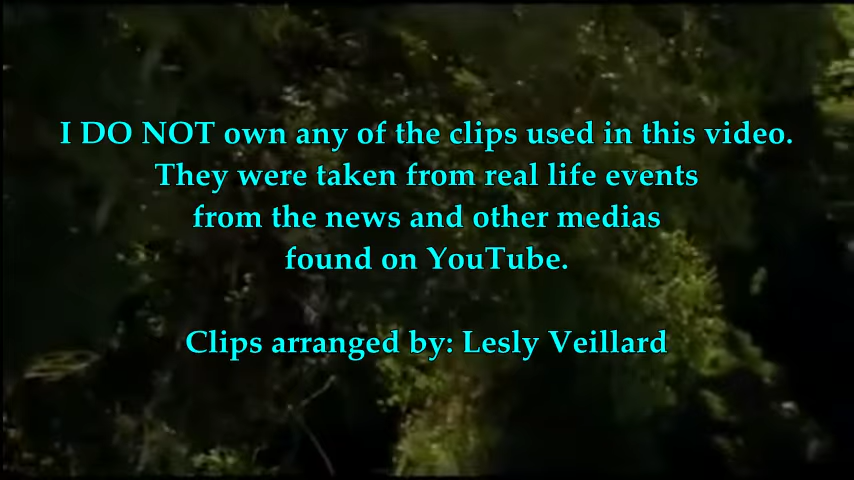 I DO NOT own any of the clips used in this video.
They were taken from real life events
from the news and other medias
found on YouTube.
Clips arranged by: Lesly Veillard